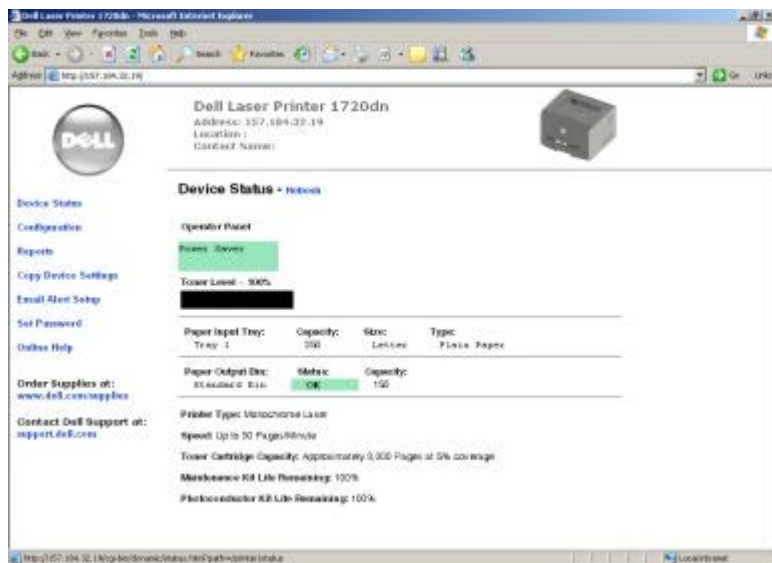 Dell Laser Printer 1720dn - Microsoft Internet Explorer
File Edit View Favorites Tools Help
Back Search Favorites
Address http://157.184.32.19/ Go Links
DELL
Dell Laser Printer 1720dn
Address: 157.184.32.19
Location :
Contact Name:
Device Status
Configuration
Reports
Copy Device Settings
Email Alert Setup
Set Password
Online Help
Order Supplies at:
www.dell.com/supplies
Contact Dell Support at:
support.dell.com
Device Status - Refresh
Operator Panel
Power Saver
Toner Level ~ 100%
Paper Input Tray: Capacity: Size: Type:
Tray 1 250 Letter Plain Paper
Paper Output Bin: Status: Capacity:
Standard Bin OK 150
Printer Type: Monochrome Laser
Speed: Up to 30 Pages/Minute
Toner Cartridge Capacity: Approximately 3,000 Pages at 5% coverage
Maintenance Kit Life Remaining: 100%
Photoconductor Kit Life Remaining: 100%
Local intranet